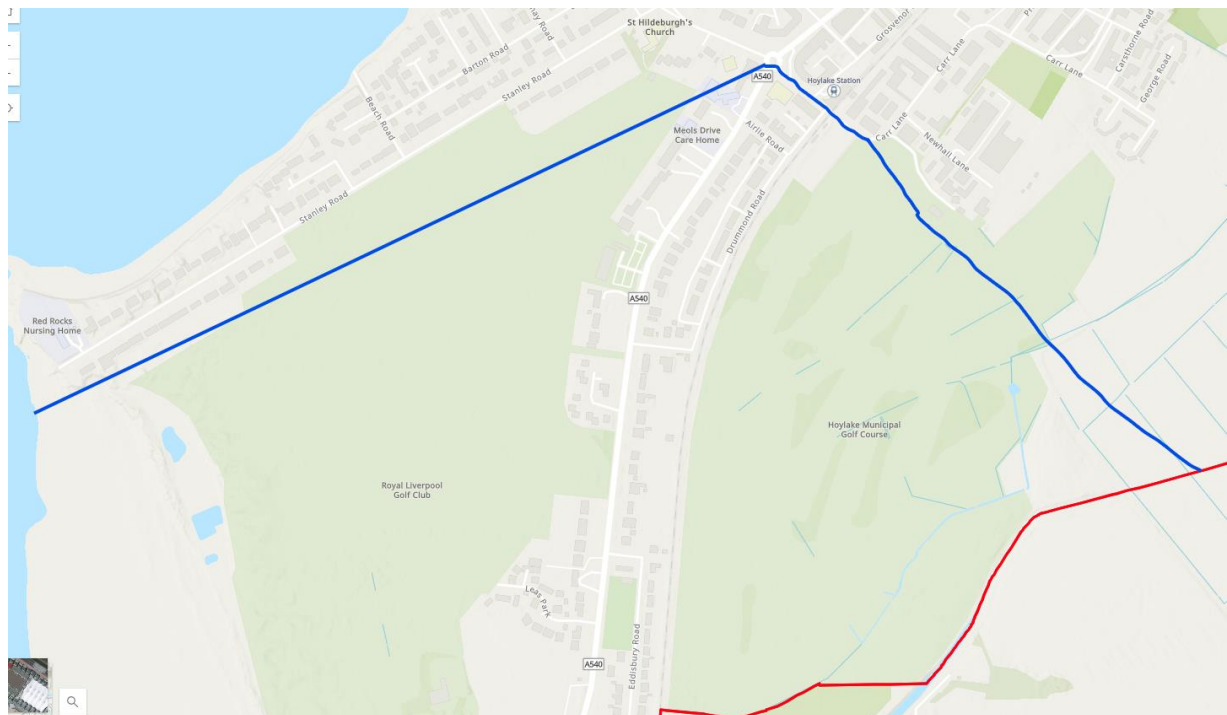 St Hildeburgh's
Church
Barton Road
Stanley Road
Beach Road
Stanley Road
Grosvenor
Carr Lane
Carr Lane
Carsthorne Road
George Road
A540
Hoylake Station
Meols Drive
Care Home
Airlie Road
Carr Lane
Newhall Lane
Drummond Road
A540
Red Rocks
Nursing Home
Hoylake Municipal
Golf Course
Royal Liverpool
Golf Club
Leas Park
Eddisbury Road
A540